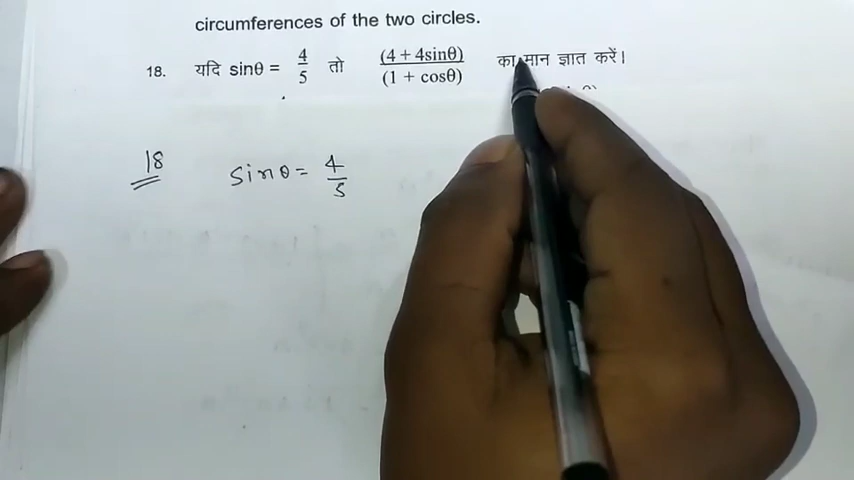 circumferences of the two circles.
18. यदि sinθ = 4/5 तो (4 + 4sinθ)/(1 + cosθ) का मान ज्ञात करें।
18 sinθ = 4/5